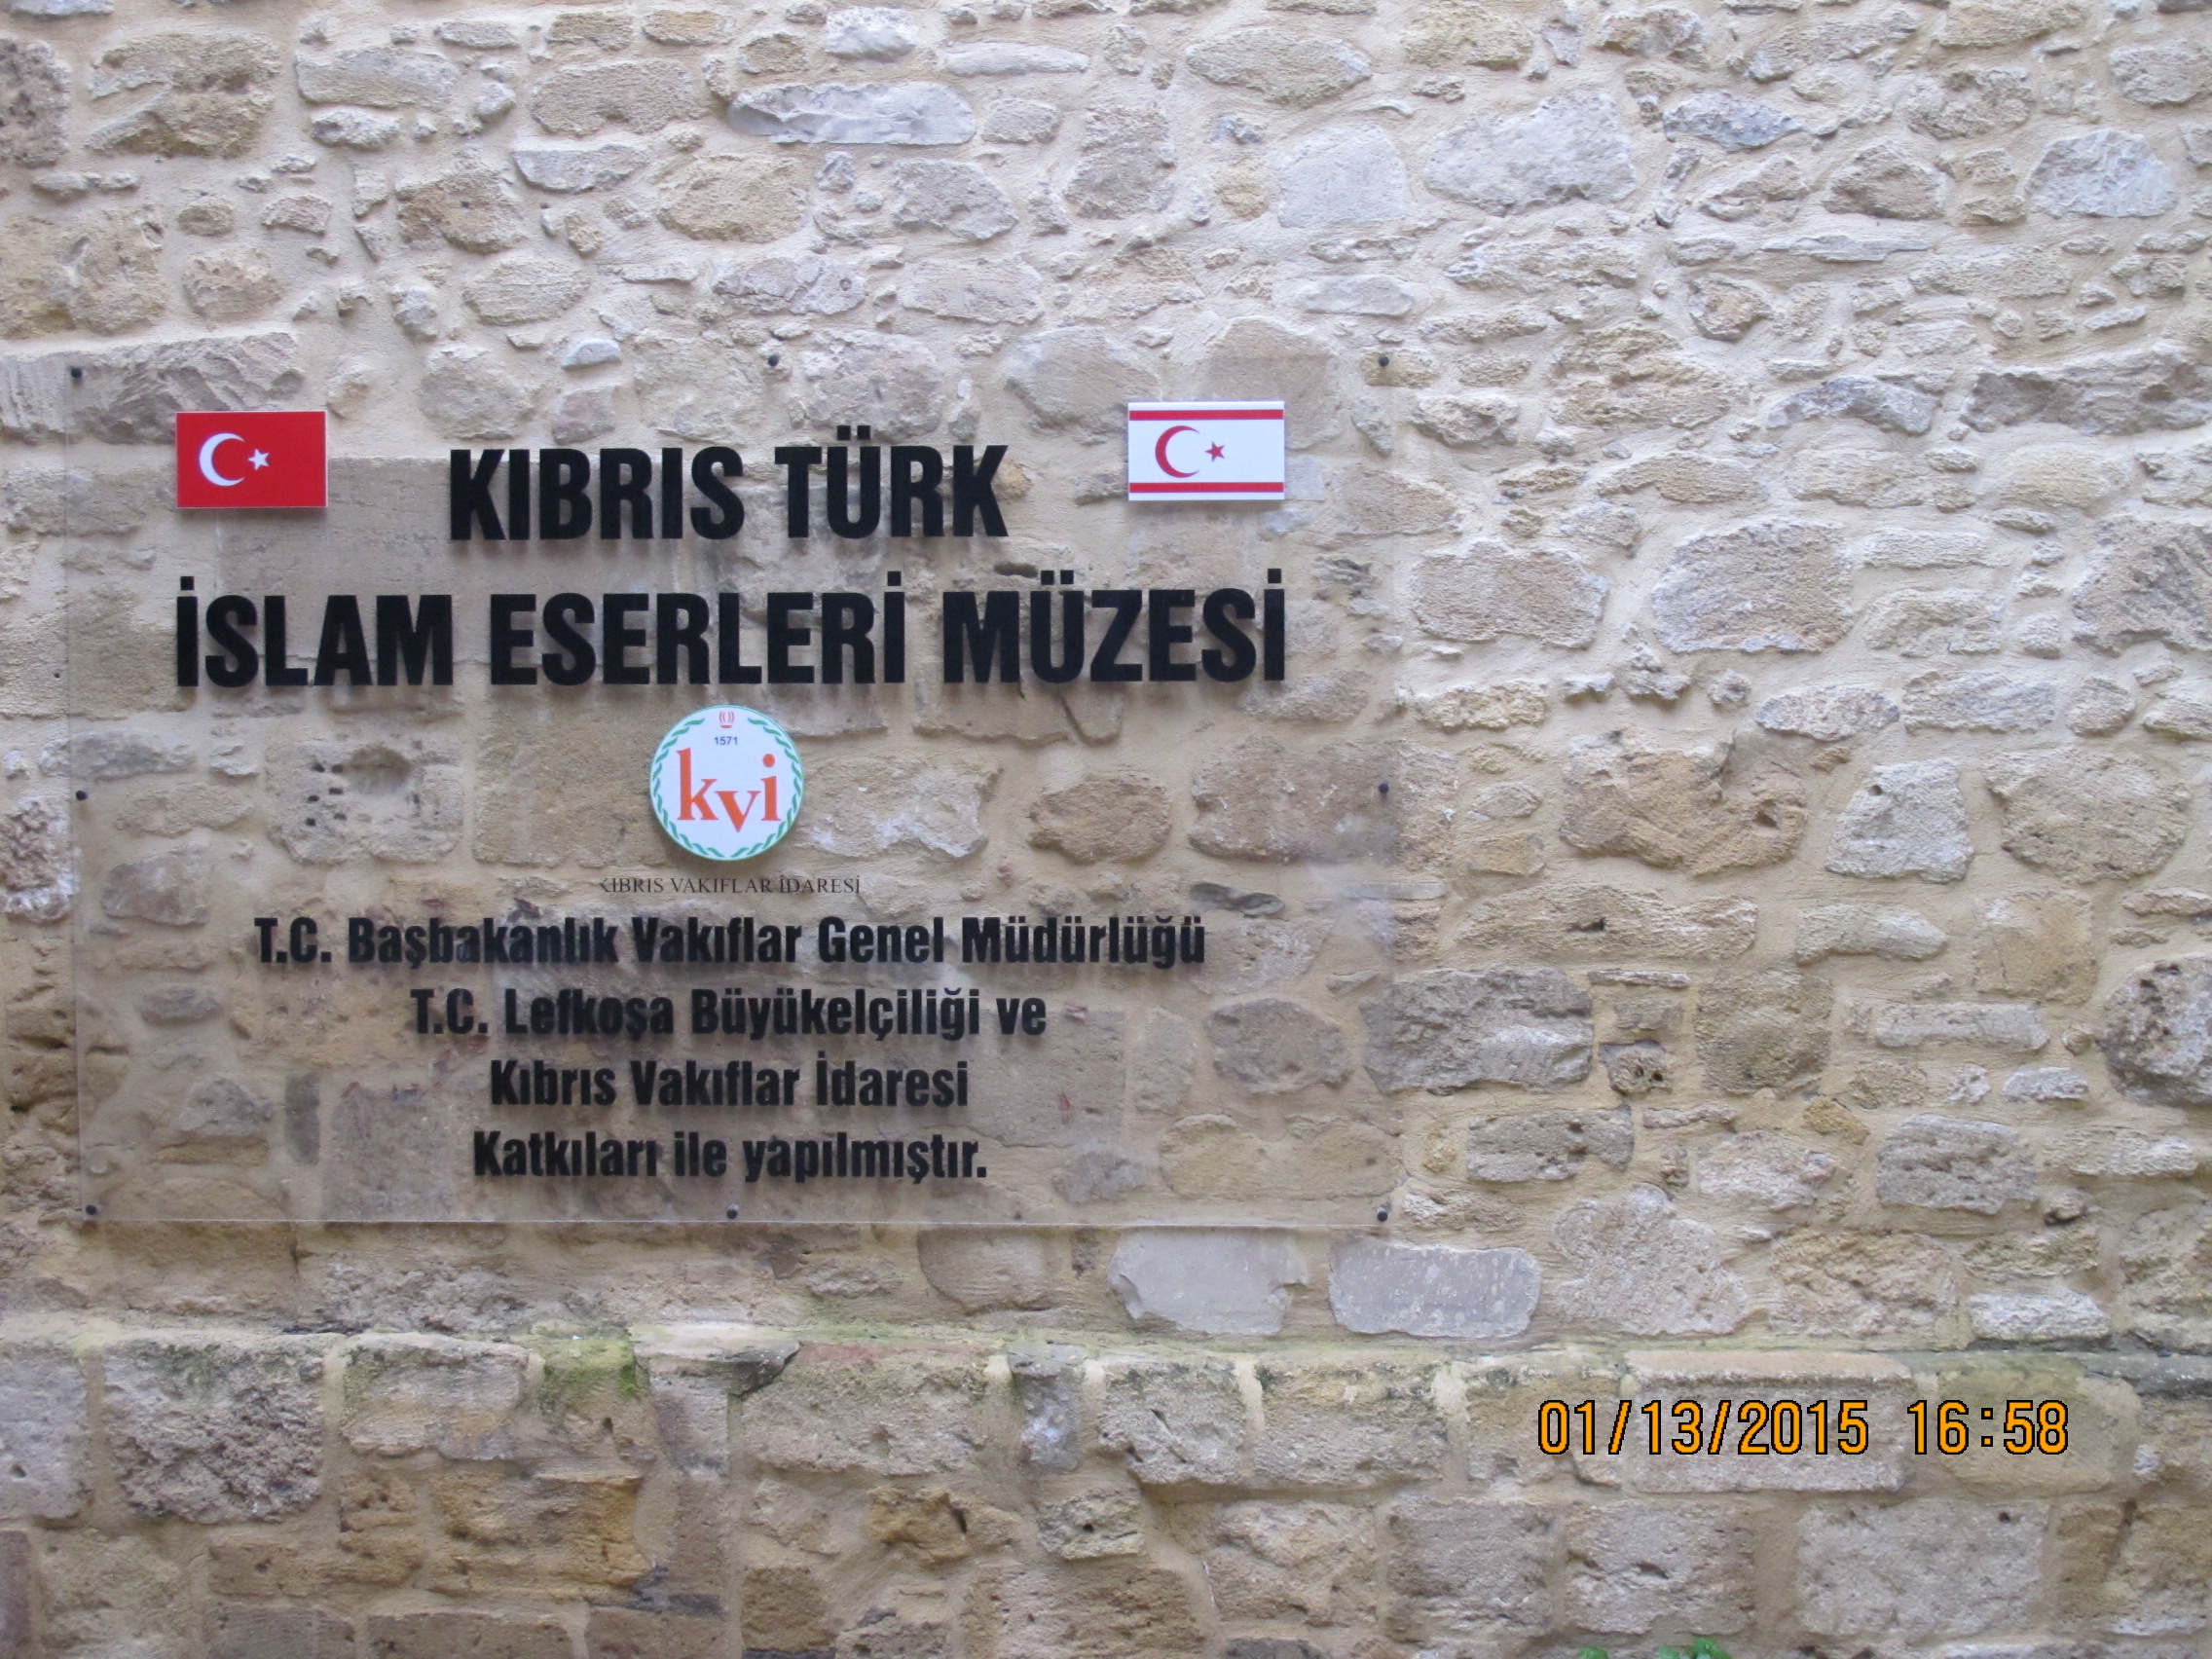 KIBRIS TÜRK
İSLAM ESERLERİ MÜZESİ
1571
kvi
KIBRIS VAKIFLAR İDARESİ
T.C. Başbakanlık Vakıflar Genel Müdürlüğü
T.C. Lefkoşa Büyükelçiliği ve
Kıbrıs Vakıflar İdaresi
Katkıları ile yapılmıştır.
01/13/2015 16:58